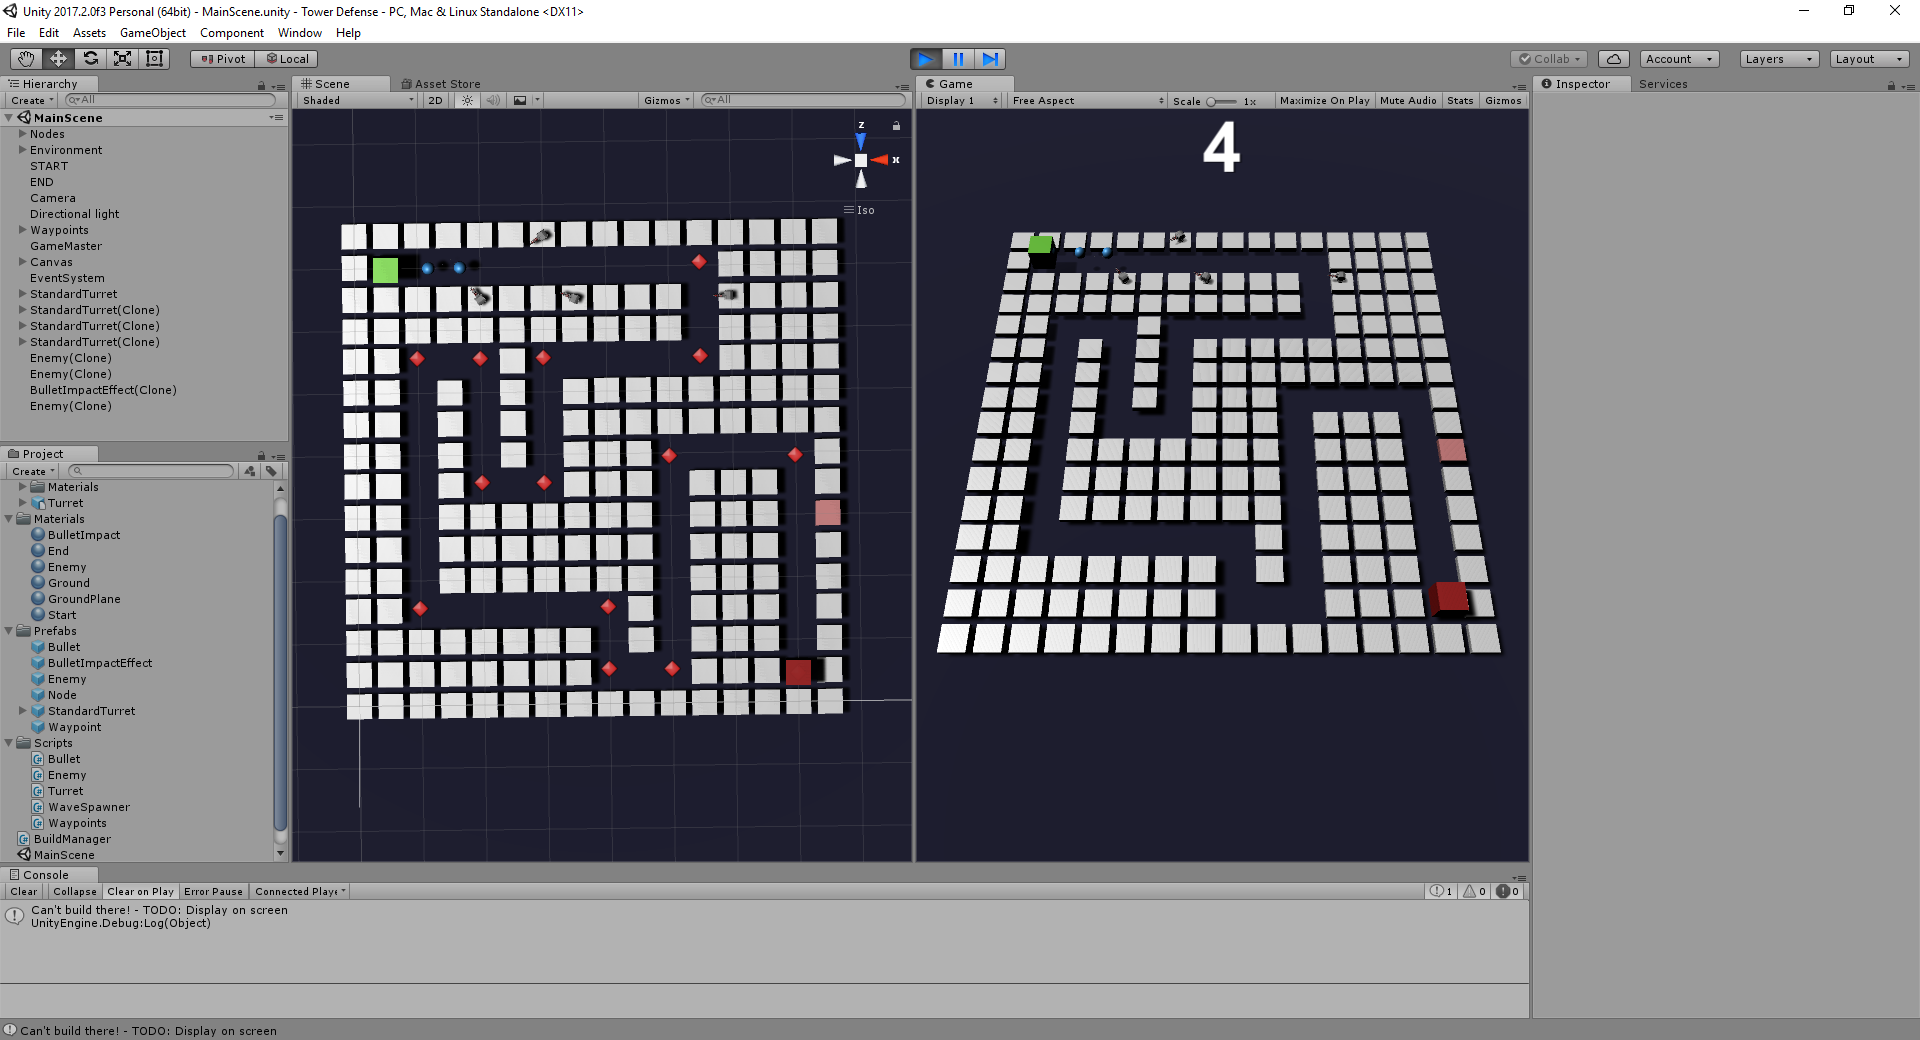 Unity 2017.2.0f3 Personal (64bit) - MainScene.unity - Tower Defense - PC, Mac & Linux Standalone <DX11>
File Edit Assets GameObject Component Window Help
Pivot Local Collab Account Layers Layout
Hierarchy
Create All
MainScene
Nodes
Environment
START
END
Camera
Directional light
Waypoints
GameMaster
Canvas
EventSystem
StandardTurret
StandardTurret(Clone)
StandardTurret(Clone)
StandardTurret(Clone)
Enemy(Clone)
Enemy(Clone)
BulletImpactEffect(Clone)
Enemy(Clone)
Project
Create
Materials
Turret
Materials
BulletImpact
End
Enemy
Ground
GroundPlane
Start
Prefabs
Bullet
BulletImpactEffect
Enemy
Node
StandardTurret
Waypoint
Scripts
Bullet
Enemy
Turret
WaveSpawner
Waypoints
BuildManager
MainScene
Scene Asset Store
Shaded 2D Gizmos All
z
x
Iso
Game
Display 1 Free Aspect Scale 1x Maximize On Play Mute Audio Stats Gizmos
4
Inspector Services
Console
Clear Collapse Clear on Play Error Pause Connected Playe 1 0 0
Can't build there! - TODO: Display on screen
UnityEngine.Debug:Log(Object)
Can't build there! - TODO: Display on screen